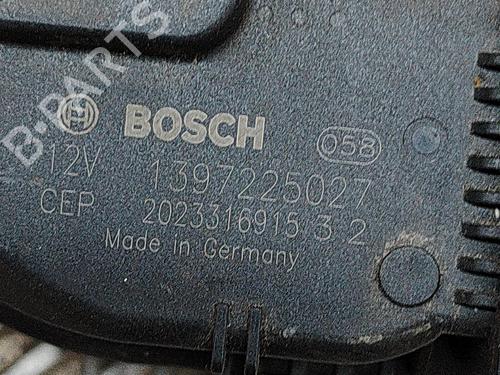 B-PARTS
BOSCH 058
12V 1397225027
CEP 2023316915 3 2
Made in Germany